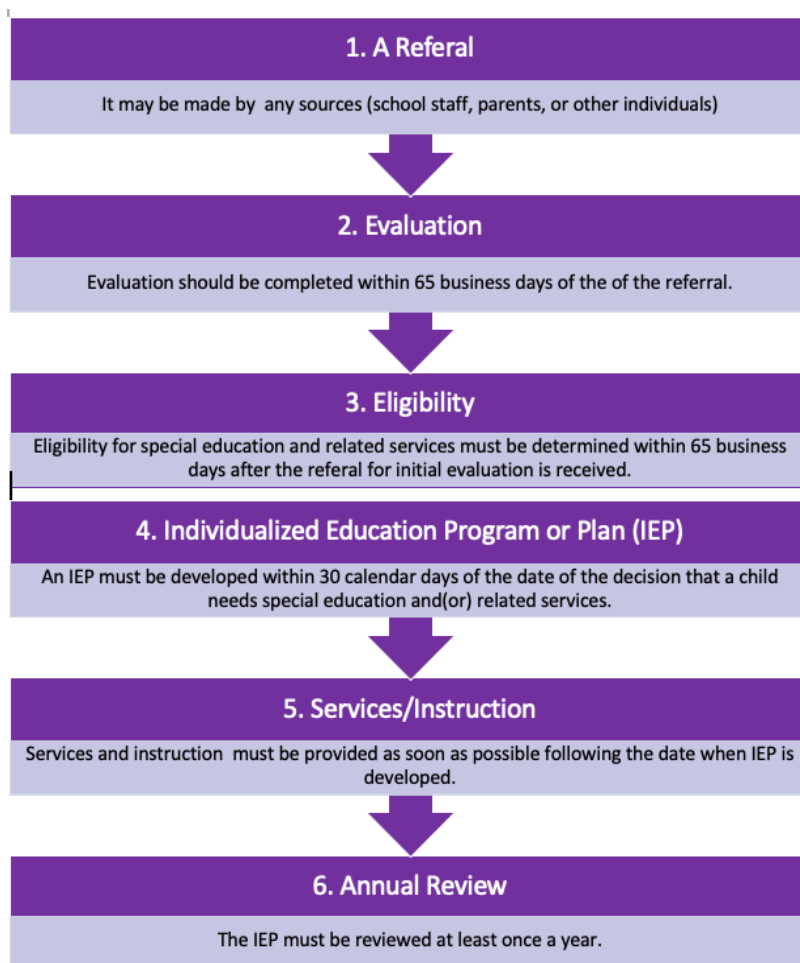 1. A Referal
It may be made by any sources (school staff, parents, or other individuals)
2. Evaluation
Evaluation should be completed within 65 business days of the of the referral.
3. Eligibility
Eligibility for special education and related services must be determined within 65 business
days after the referal for initial evaluation is received.
4. Individualized Education Program or Plan (IEP)
An IEP must be developed within 30 calendar days of the date of the decision that a child
needs special education and(or) related services.
5. Services/Instruction
Services and instruction must be provided as soon as possible following the date when IEP is
developed.
6. Annual Review
The IEP must be reviewed at least once a year.